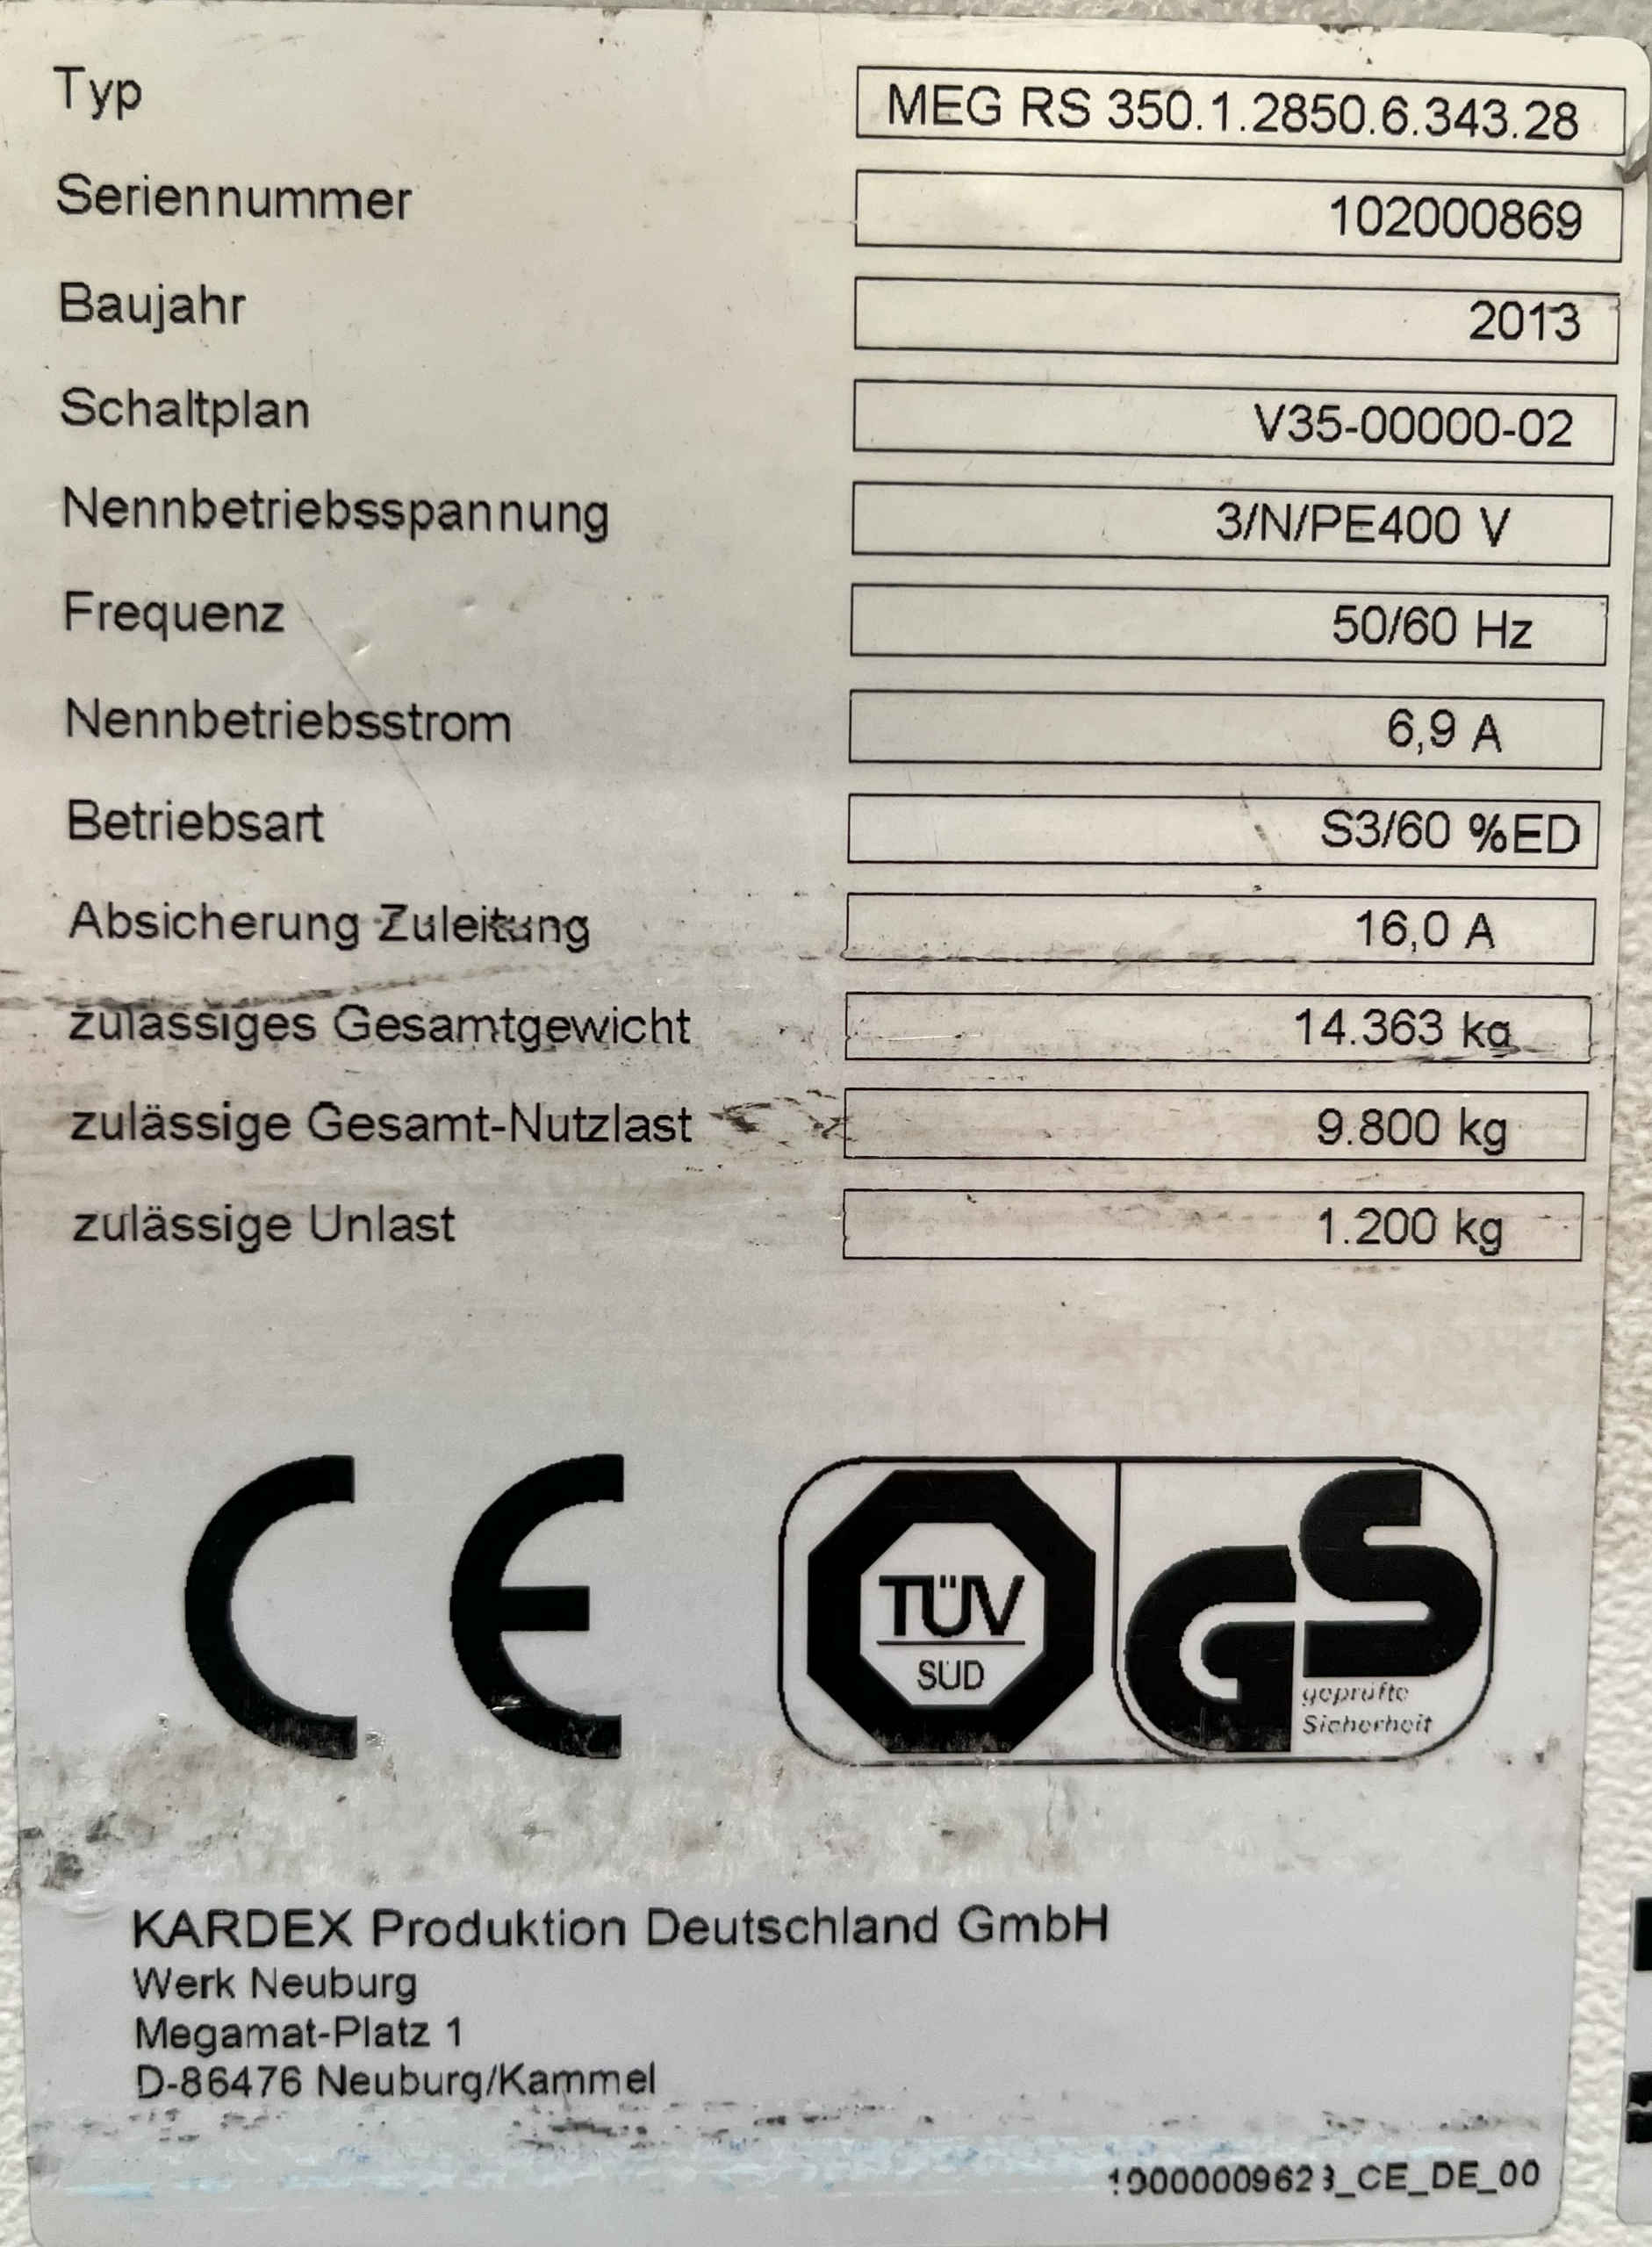 Typ MEG RS 350.1.2850.6.343.28
Seriennummer 102000869
Baujahr 2013
Schaltplan V35-00000-02
Nennbetriebsspannung 3/N/PE400 V
Frequenz 50/60 Hz
Nennbetriebsstrom 6,9 A
Betriebsart S3/60 %ED
Absicherung Zuleitung 16,0 A
zulässiges Gesamtgewicht 14.363 kg
zulässige Gesamt-Nutzlast 9.800 kg
zulässige Unlast 1.200 kg
CE
TÜV
SÜD
GS
geprüfte
Sicherheit
KARDEX Produktion Deutschland GmbH
Werk Neuburg
Megamat-Platz 1
D-86476 Neuburg/Kammel